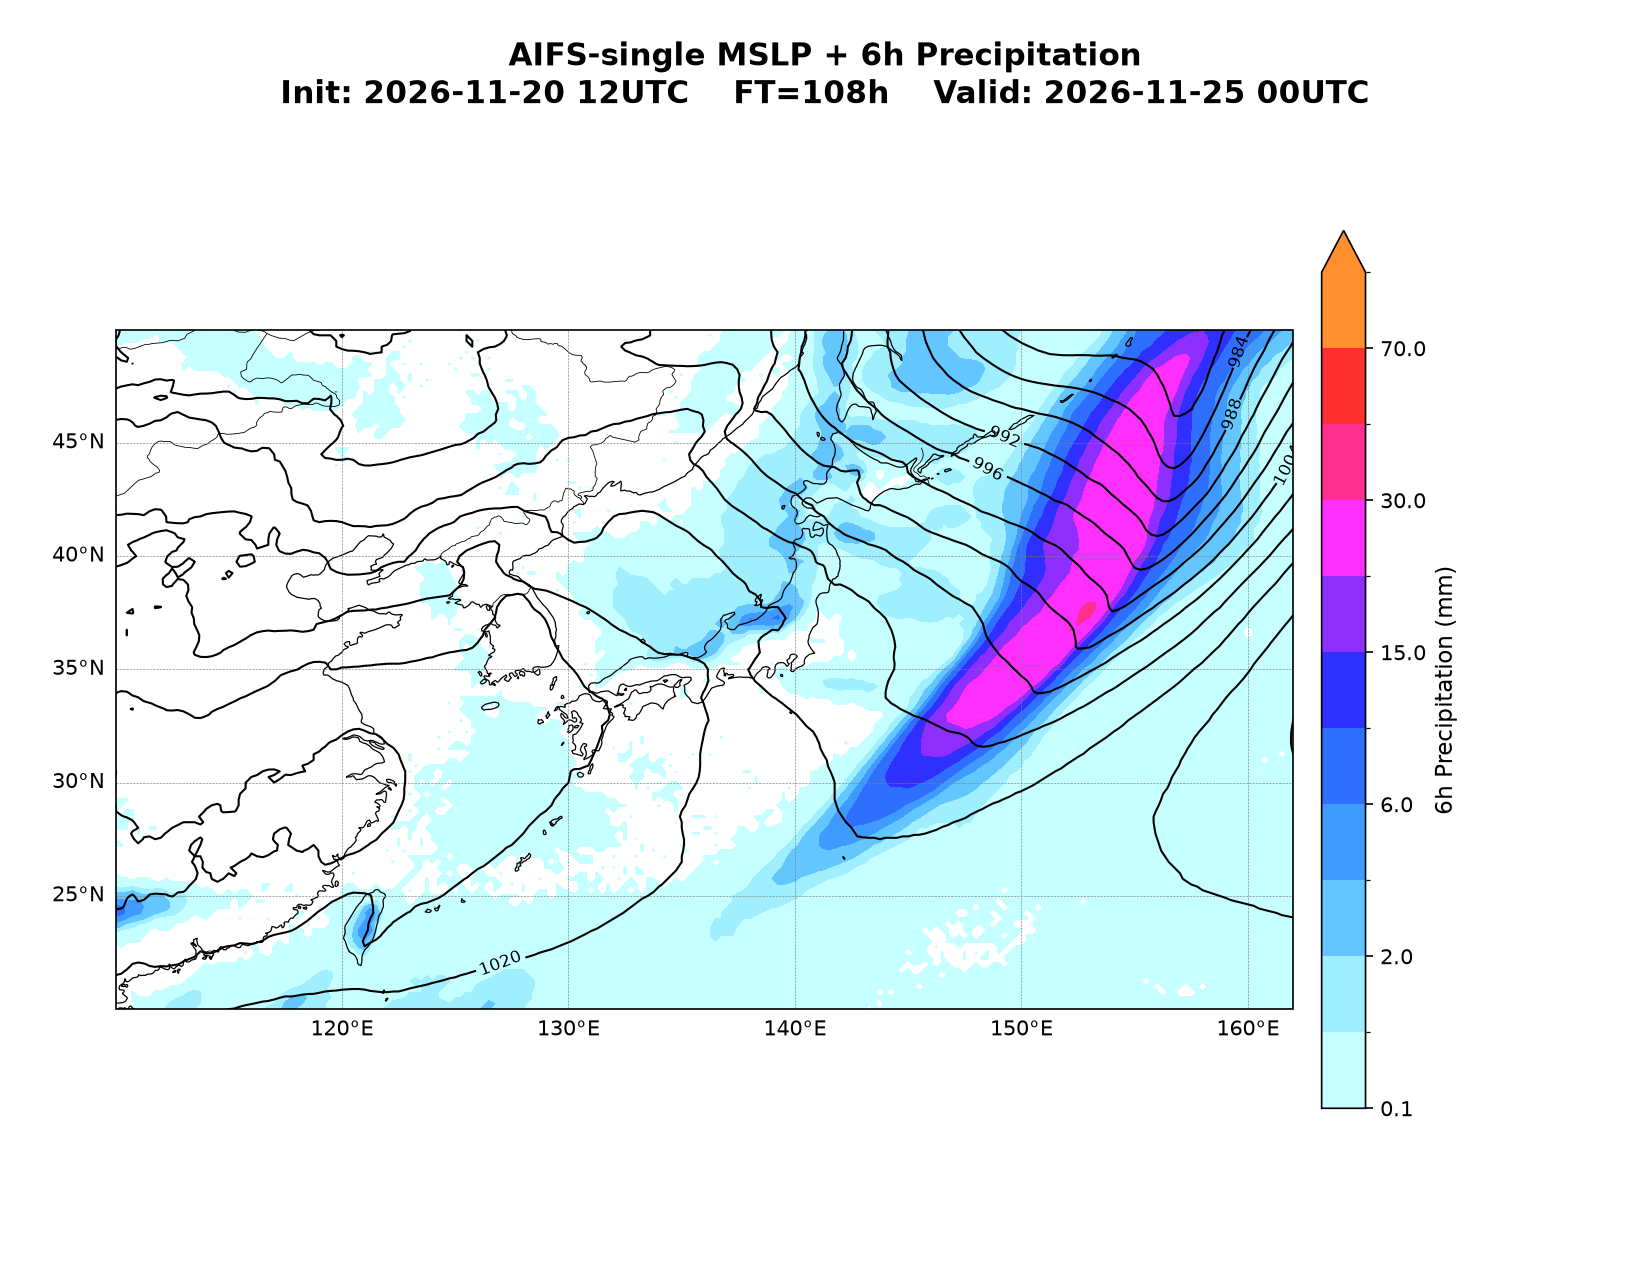 AIFS-single MSLP + 6h Precipitation
Init: 2026-11-20 12UTC    FT=108h    Valid: 2026-11-25 00UTC
984
988
992
996
1004
1020
45°N
40°N
35°N
30°N
25°N
120°E
130°E
140°E
150°E
160°E
70.0
30.0
15.0
6.0
2.0
0.1
6h Precipitation (mm)